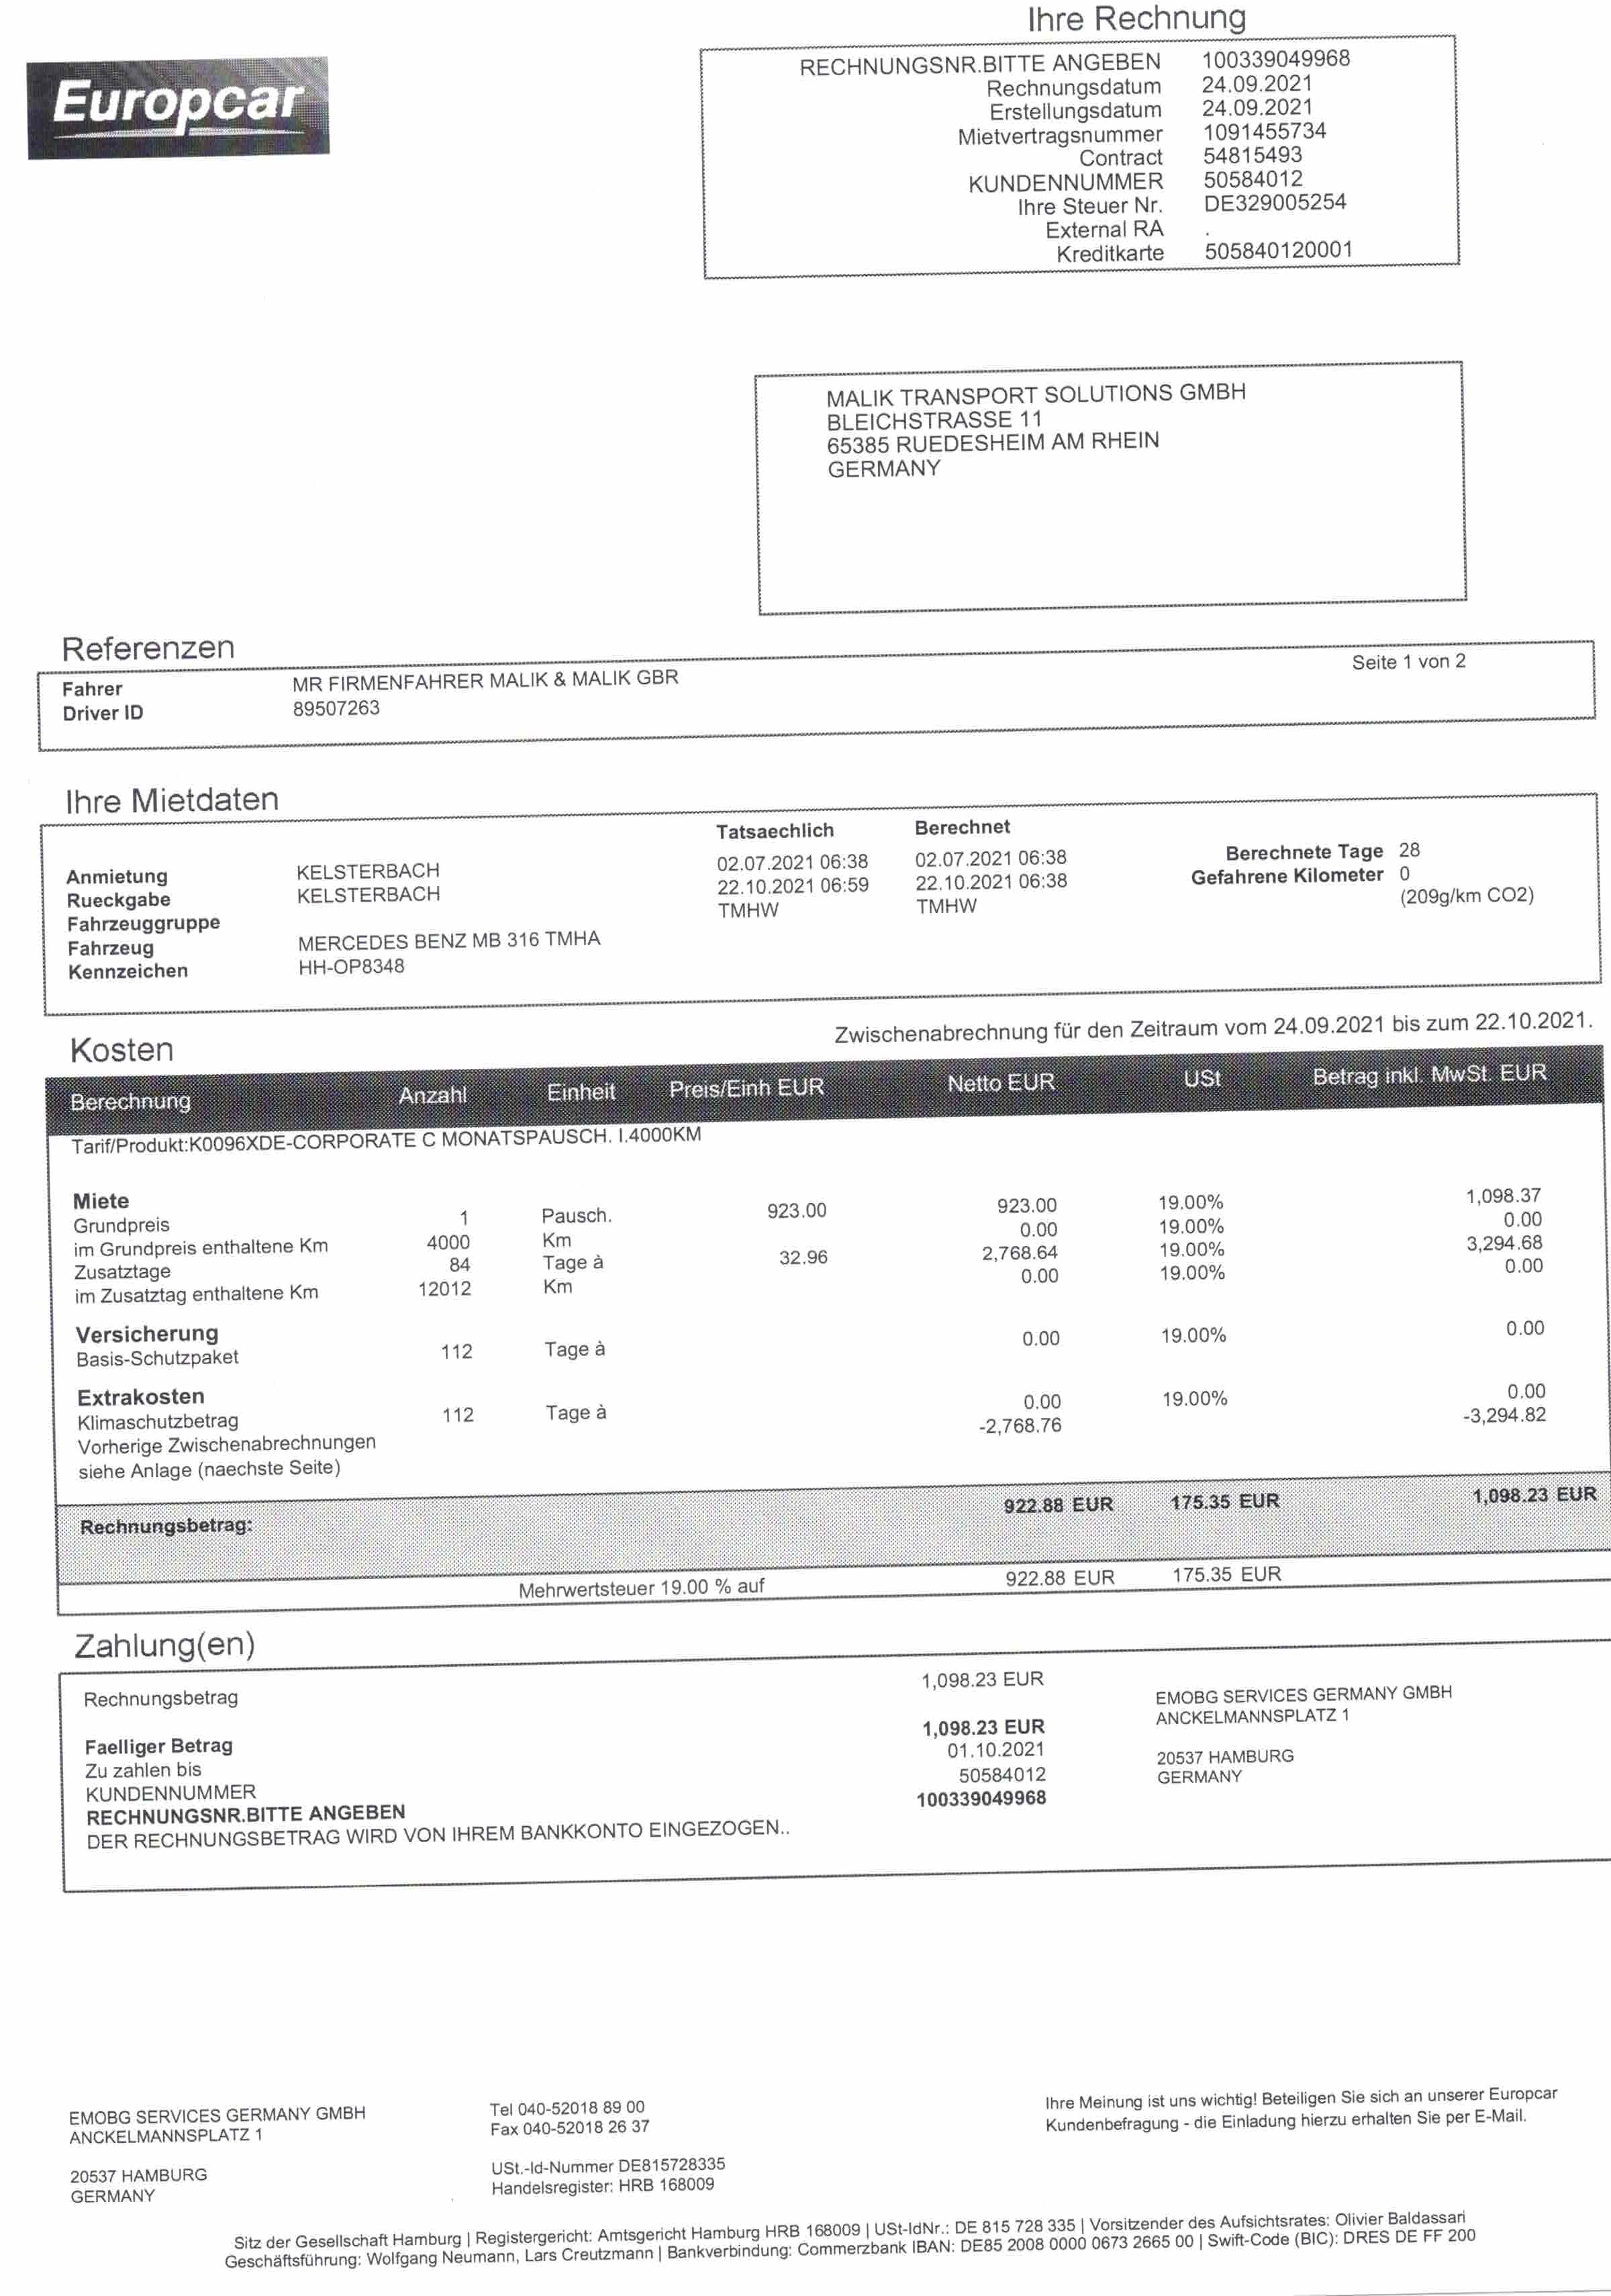 Ihre Rechnung
Europcar
RECHNUNGSNR.BITTE ANGEBEN 100339049968
Rechnungsdatum 24.09.2021
Erstellungsdatum 24.09.2021
Mietvertragsnummer 1091455734
Contract 54815493
KUNDENNUMMER 50584012
Ihre Steuer Nr. DE329005254
External RA .
Kreditkarte 505840120001
MALIK TRANSPORT SOLUTIONS GMBH
BLEICHSTRASSE 11
65385 RUEDESHEIM AM RHEIN
GERMANY
Referenzen
Seite 1 von 2
Fahrer MR FIRMENFAHRER MALIK & MALIK GBR
Driver ID 89507263
Ihre Mietdaten
Tatsaechlich Berechnet
Anmietung KELSTERBACH 02.07.2021 06:38 02.07.2021 06:38 Berechnete Tage 28
Rueckgabe KELSTERBACH 22.10.2021 06:59 22.10.2021 06:38 Gefahrene Kilometer 0
Fahrzeuggruppe TMHW TMHW (209g/km CO2)
Fahrzeug MERCEDES BENZ MB 316 TMHA
Kennzeichen HH-OP8348
Kosten Zwischenabrechnung für den Zeitraum vom 24.09.2021 bis zum 22.10.2021.
Berechnung Anzahl Einheit Preis/Einh EUR Netto EUR USt Betrag inkl. MwSt. EUR
Tarif/Produkt:K0096XDE-CORPORATE C MONATSPAUSCH. I.4000KM
Miete
Grundpreis 1 Pausch. 923.00 923.00 19.00% 1,098.37
im Grundpreis enthaltene Km 4000 Km 0.00 19.00% 0.00
Zusatztage 84 Tage à 32.96 2,768.64 19.00% 3,294.68
im Zusatztag enthaltene Km 12012 Km 0.00 19.00% 0.00
Versicherung
Basis-Schutzpaket 112 Tage à 0.00 19.00% 0.00
Extrakosten
Klimaschutzbetrag 112 Tage à 0.00 19.00% 0.00
Vorherige Zwischenabrechnungen -2,768.76 -3,294.82
siehe Anlage (naechste Seite)
Rechnungsbetrag: 922.88 EUR 175.35 EUR 1,098.23 EUR
Mehrwertsteuer 19.00 % auf 922.88 EUR 175.35 EUR
Zahlung(en)
Rechnungsbetrag 1,098.23 EUR
Faelliger Betrag 1,098.23 EUR
Zu zahlen bis 01.10.2021
KUNDENNUMMER 50584012
RECHNUNGSNR.BITTE ANGEBEN 100339049968
DER RECHNUNGSBETRAG WIRD VON IHREM BANKKONTO EINGEZOGEN..
EMOBG SERVICES GERMANY GMBH
ANCKELMANNSPLATZ 1
20537 HAMBURG
GERMANY
EMOBG SERVICES GERMANY GMBH
ANCKELMANNSPLATZ 1
20537 HAMBURG
GERMANY
Tel 040-52018 89 00
Fax 040-52018 26 37
USt.-Id-Nummer DE815728335
Handelsregister: HRB 168009
Ihre Meinung ist uns wichtig! Beteiligen Sie sich an unserer Europcar
Kundenbefragung - die Einladung hierzu erhalten Sie per E-Mail.
Sitz der Gesellschaft Hamburg | Registergericht: Amtsgericht Hamburg HRB 168009 | USt-IdNr.: DE 815 728 335 | Vorsitzender des Aufsichtsrates: Olivier Baldassari
Geschäftsführung: Wolfgang Neumann, Lars Creutzmann | Bankverbindung: Commerzbank IBAN: DE85 2008 0000 0673 2665 00 | Swift-Code (BIC): DRES DE FF 200